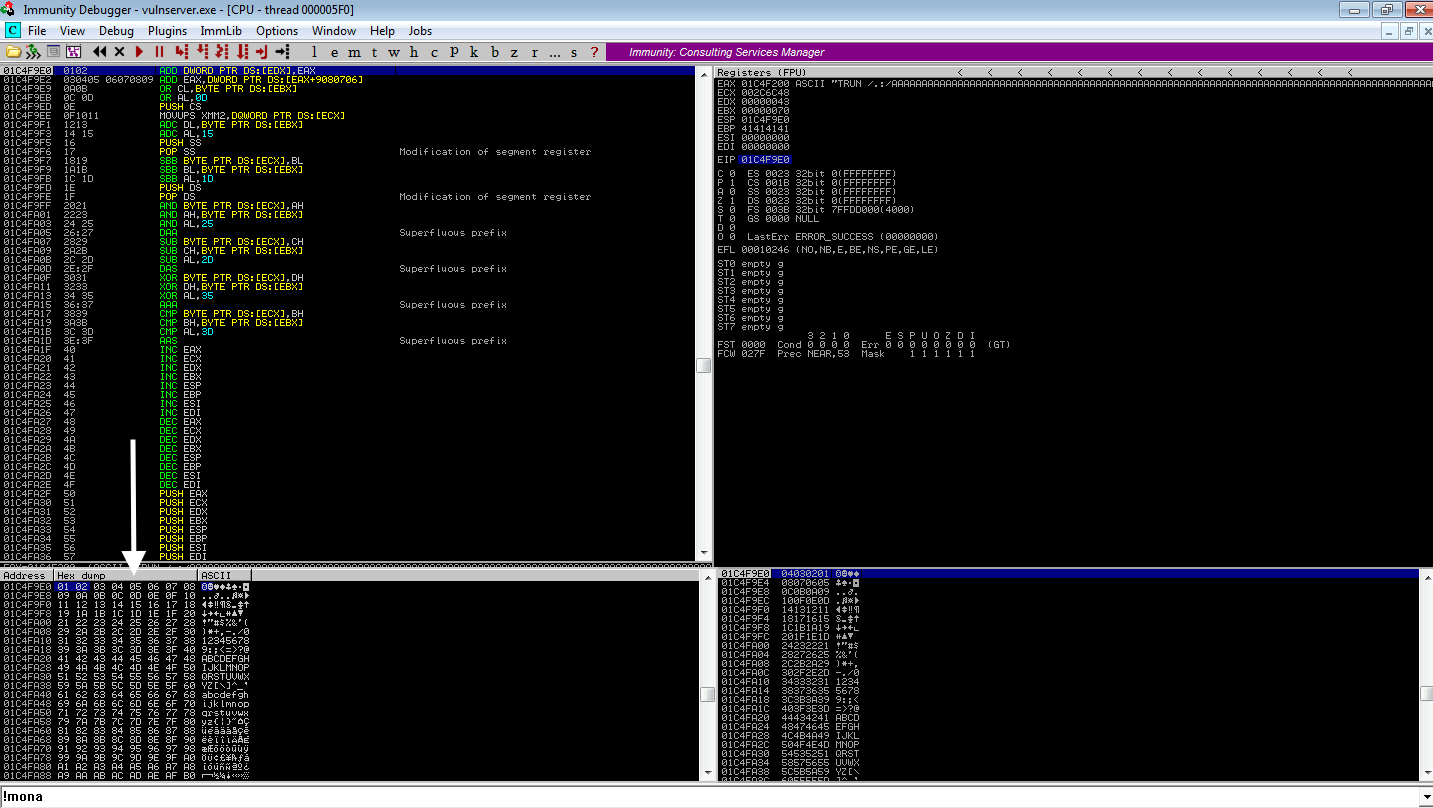 Immunity Debugger - vulnserver.exe - [CPU - thread 000005F0]
C File View Debug Plugins ImmLib Options Window Help Jobs
l e m t w h c p k b z r ... s ?
Immunity: Consulting Services Manager
01C4F9E0 0102 ADD DWORD PTR DS:[EDX],EAX
01C4F9E2 030405 06070809 ADD EAX,DWORD PTR DS:[EAX+9080706]
01C4F9E9 0A0B OR CL,BYTE PTR DS:[EBX]
01C4F9EB 0C 0D OR AL,0D
01C4F9ED 0E PUSH CS
01C4F9EE 0F1011 MOVUPS XMM2,DQWORD PTR DS:[ECX]
01C4F9F1 1213 ADC DL,BYTE PTR DS:[EBX]
01C4F9F3 14 15 ADC AL,15
01C4F9F5 16 PUSH SS
01C4F9F6 17 POP SS Modification of segment register
01C4F9F7 1819 SBB BYTE PTR DS:[ECX],BL
01C4F9F9 1A1B SBB BL,BYTE PTR DS:[EBX]
01C4F9FB 1C 1D SBB AL,1D
01C4F9FD 1E PUSH DS
01C4F9FE 1F POP DS Modification of segment register
01C4F9FF 2021 AND BYTE PTR DS:[ECX],AH
01C4FA01 2223 AND AH,BYTE PTR DS:[EBX]
01C4FA03 24 25 AND AL,25
01C4FA05 26:27 DAA Superfluous prefix
01C4FA07 2829 SUB BYTE PTR DS:[ECX],CH
01C4FA09 2A2B SUB CH,BYTE PTR DS:[EBX]
01C4FA0B 2C 2D SUB AL,2D
01C4FA0D 2E:2F DAS Superfluous prefix
01C4FA0F 3031 XOR BYTE PTR DS:[ECX],DH
01C4FA11 3233 XOR DH,BYTE PTR DS:[EBX]
01C4FA13 34 35 XOR AL,35
01C4FA15 36:37 AAA Superfluous prefix
01C4FA17 3839 CMP BYTE PTR DS:[ECX],BH
01C4FA19 3A3B CMP BH,BYTE PTR DS:[EBX]
01C4FA1B 3C 3D CMP AL,3D
01C4FA1D 3E:3F AAS Superfluous prefix
01C4FA1F 40 INC EAX
01C4FA20 41 INC ECX
01C4FA21 42 INC EDX
01C4FA22 43 INC EBX
01C4FA23 44 INC ESP
01C4FA24 45 INC EBP
01C4FA25 46 INC ESI
01C4FA26 47 INC EDI
01C4FA27 48 DEC EAX
01C4FA28 49 DEC ECX
01C4FA29 4A DEC EDX
01C4FA2A 4B DEC EBX
01C4FA2B 4C DEC ESP
01C4FA2C 4D DEC EBP
01C4FA2D 4E DEC ESI
01C4FA2E 4F DEC EDI
01C4FA2F 50 PUSH EAX
01C4FA30 51 PUSH ECX
01C4FA31 52 PUSH EDX
01C4FA32 53 PUSH EBX
01C4FA33 54 PUSH ESP
01C4FA34 55 PUSH EBP
01C4FA35 56 PUSH ESI
01C4FA36 57 PUSH EDI
Registers (FPU) < < < < < < < < < < < < <
EAX 01C4F200 ASCII "TRUN /.:/AAAAAAAAAAAAAAAAAAAAAAAAAAAAAAAAAAAAAAAAAAAAAAAAAAAAAAAAAAAAAAAAAAAAAAAAAAAAAAAA
ECX 002C6C48
EDX 00000043
EBX 00000070
ESP 01C4F9E0
EBP 41414141
ESI 00000000
EDI 00000000
EIP 01C4F9E0
C 0 ES 0023 32bit 0(FFFFFFFF)
P 1 CS 001B 32bit 0(FFFFFFFF)
A 0 SS 0023 32bit 0(FFFFFFFF)
Z 1 DS 0023 32bit 0(FFFFFFFF)
S 0 FS 003B 32bit 7FFDD000(4000)
T 0 GS 0000 NULL
D 0
O 0 LastErr ERROR_SUCCESS (00000000)
EFL 00010246 (NO,NB,E,BE,NS,PE,GE,LE)
ST0 empty g
ST1 empty g
ST2 empty g
ST3 empty g
ST4 empty g
ST5 empty g
ST6 empty g
ST7 empty g
3 2 1 0 E S P U O Z D I
FST 0000 Cond 0 0 0 0 Err 0 0 0 0 0 0 0 0 (GT)
FCW 027F Prec NEAR,53 Mask 1 1 1 1 1 1
Address Hex dump ASCII
01C4F9E0 01 02 03 04 05 06 07 08
01C4F9E8 09 0A 0B 0C 0D 0E 0F 10
01C4F9F0 11 12 13 14 15 16 17 18
01C4F9F8 19 1A 1B 1C 1D 1E 1F 20
01C4FA00 21 22 23 24 25 26 27 28 !"#$%&'(
01C4FA08 29 2A 2B 2C 2D 2E 2F 30 )*+,-./0
01C4FA10 31 32 33 34 35 36 37 38 12345678
01C4FA18 39 3A 3B 3C 3D 3E 3F 40 9:;<=>?@
01C4FA20 41 42 43 44 45 46 47 48 ABCDEFGH
01C4FA28 49 4A 4B 4C 4D 4E 4F 50 IJKLMNOP
01C4FA30 51 52 53 54 55 56 57 58 QRSTUVWX
01C4FA38 59 5A 5B 5C 5D 5E 5F 60 YZ[\]^_`
01C4FA40 61 62 63 64 65 66 67 68 abcdefgh
01C4FA48 69 6A 6B 6C 6D 6E 6F 70 ijklmnop
01C4FA50 71 72 73 74 75 76 77 78 qrstuvwx
01C4FA58 79 7A 7B 7C 7D 7E 7F 80 yz{|}~⌂Ç
01C4FA60 81 82 83 84 85 86 87 88 üéâäàåçê
01C4FA68 89 8A 8B 8C 8D 8E 8F 90 ëèïîìÄÅÉ
01C4FA70 91 92 93 94 95 96 97 98 æÆôöòûùÿ
01C4FA78 99 9A 9B 9C 9D 9E 9F A0
01C4FA80 A1 A2 A3 A4 A5 A6 A7 A8 íóúñÑªº¿
01C4FA88 A9 AA AB AC AD AE AF B0
01C4F9E0 04030201
01C4F9E4 08070605
01C4F9E8 0C0B0A09
01C4F9EC 100F0E0D
01C4F9F0 14131211
01C4F9F4 18171615
01C4F9F8 1C1B1A19
01C4F9FC 201F1E1D
01C4FA00 24232221 !"#$
01C4FA04 28272625 %&'(
01C4FA08 2C2B2A29 )*+,
01C4FA0C 302F2E2D -./0
01C4FA10 34333231 1234
01C4FA14 38373635 5678
01C4FA18 3C3B3A39 9:;<
01C4FA1C 403F3E3D =>?@
01C4FA20 44434241 ABCD
01C4FA24 48474645 EFGH
01C4FA28 4C4B4A49 IJKL
01C4FA2C 504F4E4D MNOP
01C4FA30 54535251 QRST
01C4FA34 58575655 UVWX
01C4FA38 5C5B5A59 YZ[\
!mona